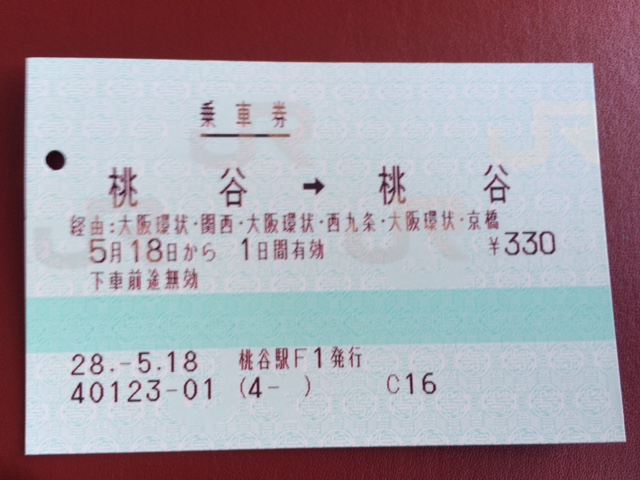 乗車券
桃谷 → 桃谷
経由:大阪環状・関西・大阪環状・西九条・大阪環状・京橋
5月18日から 1日間有効 ¥330
下車前途無効
28.-5.18 桃谷駅F1発行
40123-01 (4- ) C16